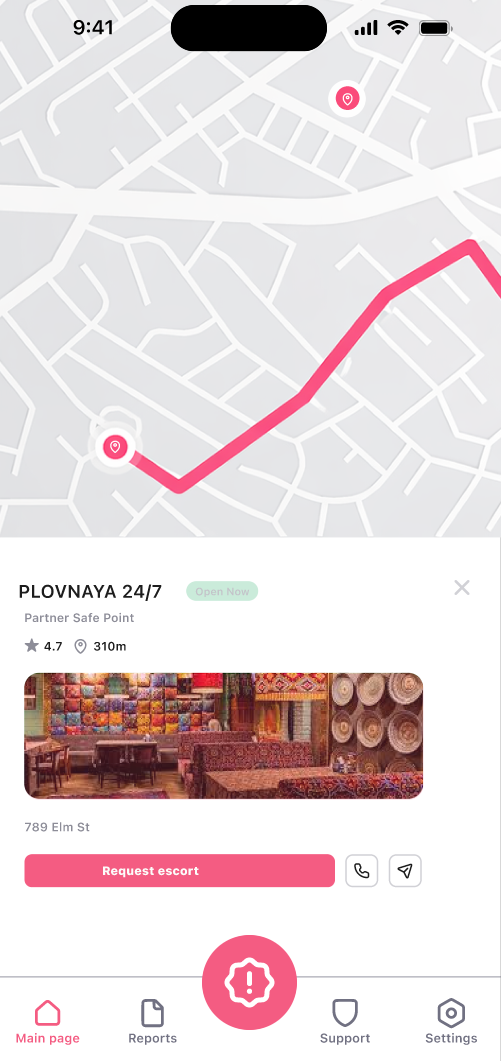 9:41
PLOVNAYA 24/7
Open Now
Partner Safe Point
4.7
310m
789 Elm St
Request escort
Main page
Reports
Support
Settings